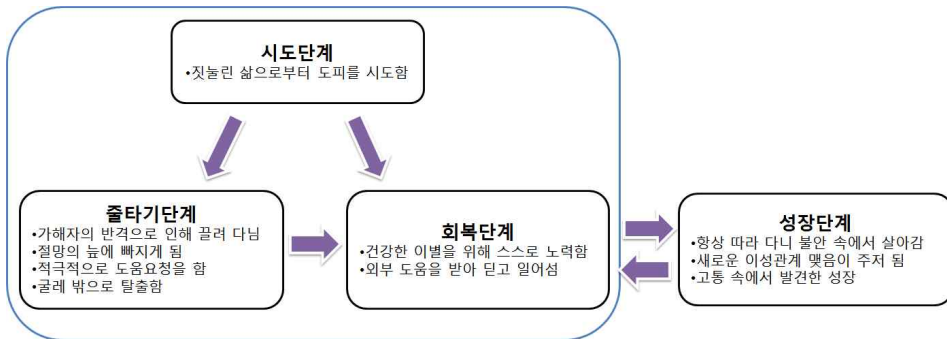 시도단계
•짓눌린 삶으로부터 도피를 시도함
줄타기단계
•가해자의 반격으로 인해 끌려 다님
•절망의 늪에 빠지게 됨
•적극적으로 도움요청을 함
•굴레 밖으로 탈출함
회복단계
•건강한 이별을 위해 스스로 노력함
•외부 도움을 받아 딛고 일어섬
성장단계
•항상 따라 다니 불안 속에서 살아감
•새로운 이성관계 맺음이 주저 됨
•고통 속에서 발견한 성장